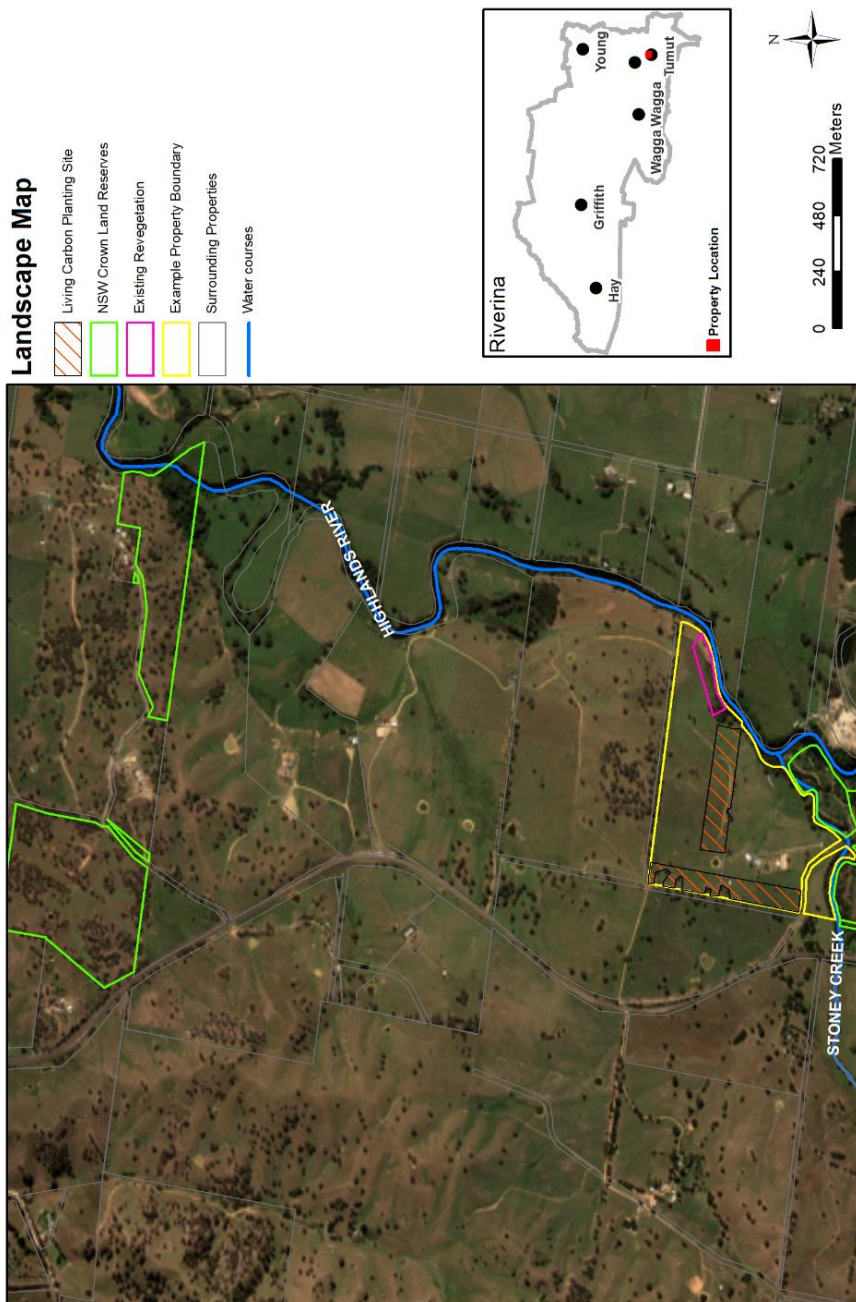 Landscape Map
Living Carbon Planting Site
NSW Crown Land Reserves
Existing Revegetation
Example Property Boundary
Surrounding Properties
Water courses
HIGHLANDS RIVER
STONEY CREEK
Riverina
Young
Tumut
Wagga Wagga
Griffith
Hay
Property Location
N
0 240 480 720
Meters